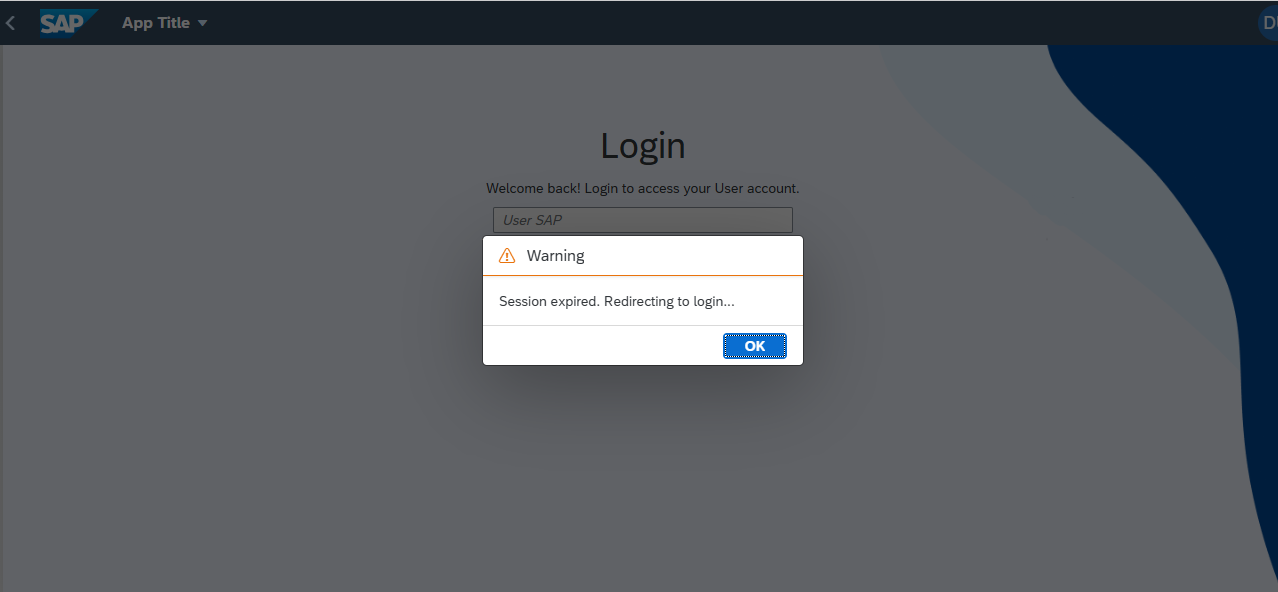 SAP App Title
Login
Welcome back! Login to access your User account.
User SAP
Warning
Session expired. Redirecting to login...
OK